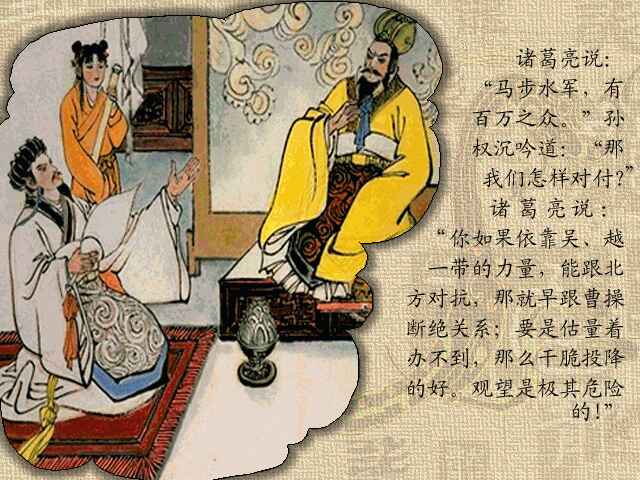 诸葛亮说：
“马步水军，有
百万之众。”孙
权沉吟道：“那
我们怎样对付?”
诸葛亮说：
“你如果依靠吴、越
一带的力量，能跟北
方对抗，那就早跟曹操
断绝关系；要是估量着
办不到，那么干脆投降
的好。观望是极其危险
的!”